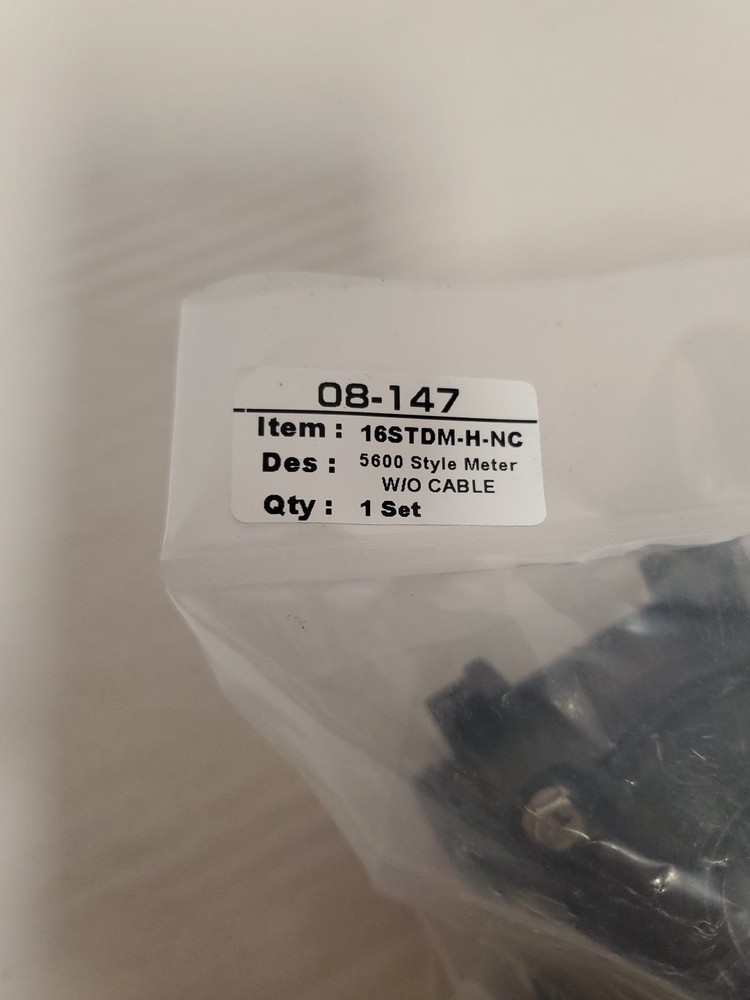 08-147
Item : 16STDM-H-NC
Des : 5600 Style Meter
W/O CABLE
Qty : 1 Set